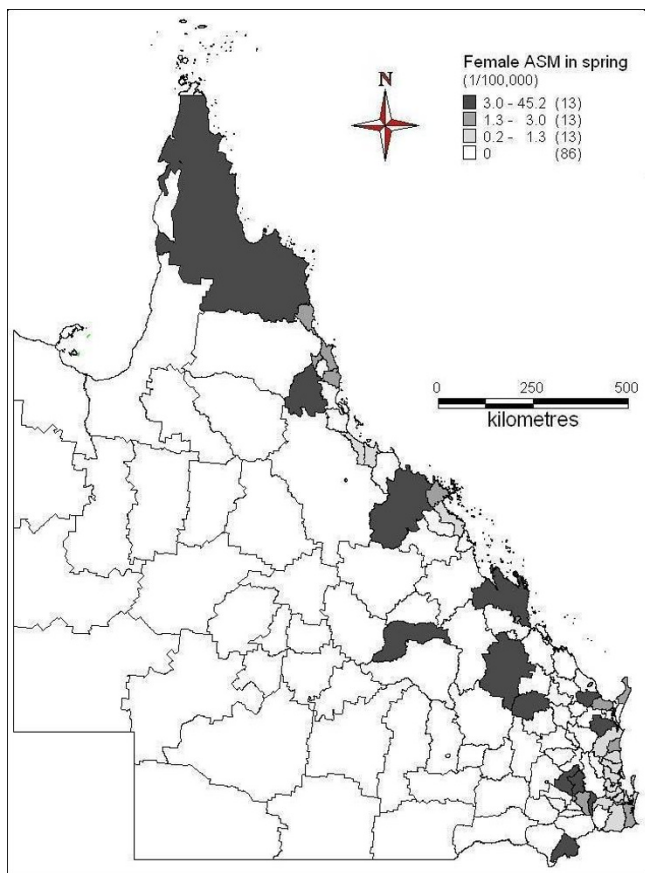 Female ASM in spring
(1/100,000)
3.0 - 45.2 (13)
1.3 - 3.0 (13)
0.2 - 1.3 (13)
0 (86)
N
0 250 500
kilometres